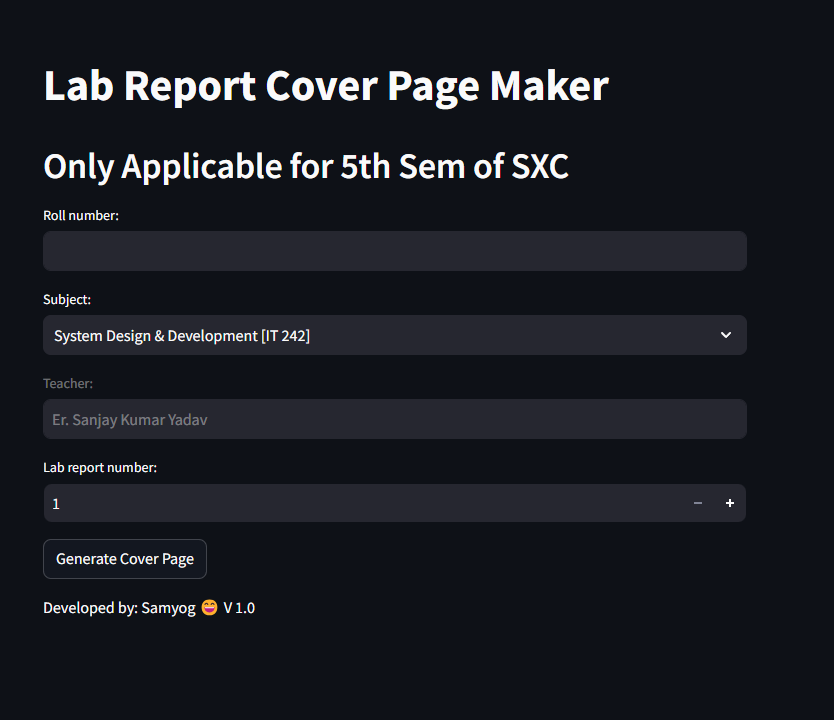 Lab Report Cover Page Maker
Only Applicable for 5th Sem of SXC
Roll number:
Subject:
System Design & Development [IT 242]
Teacher:
Er. Sanjay Kumar Yadav
Lab report number:
1
Generate Cover Page
Developed by: Samyog 😄 V 1.0